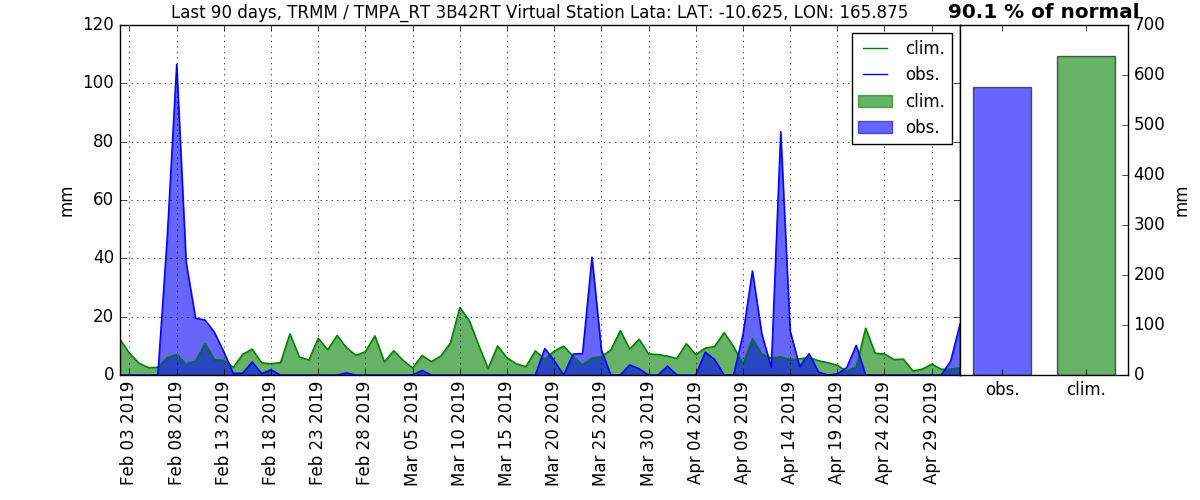 Last 90 days, TRMM / TMPA_RT 3B42RT Virtual Station Lata: LAT: -10.625, LON: 165.875
90.1 % of normal
120
100
80
60
40
20
0
mm
clim.
obs.
clim.
obs.
700
600
500
400
300
200
100
0
mm
Feb 03 2019
Feb 08 2019
Feb 13 2019
Feb 18 2019
Feb 23 2019
Feb 28 2019
Mar 05 2019
Mar 10 2019
Mar 15 2019
Mar 20 2019
Mar 25 2019
Mar 30 2019
Apr 04 2019
Apr 09 2019
Apr 14 2019
Apr 19 2019
Apr 24 2019
Apr 29 2019
obs.
clim.